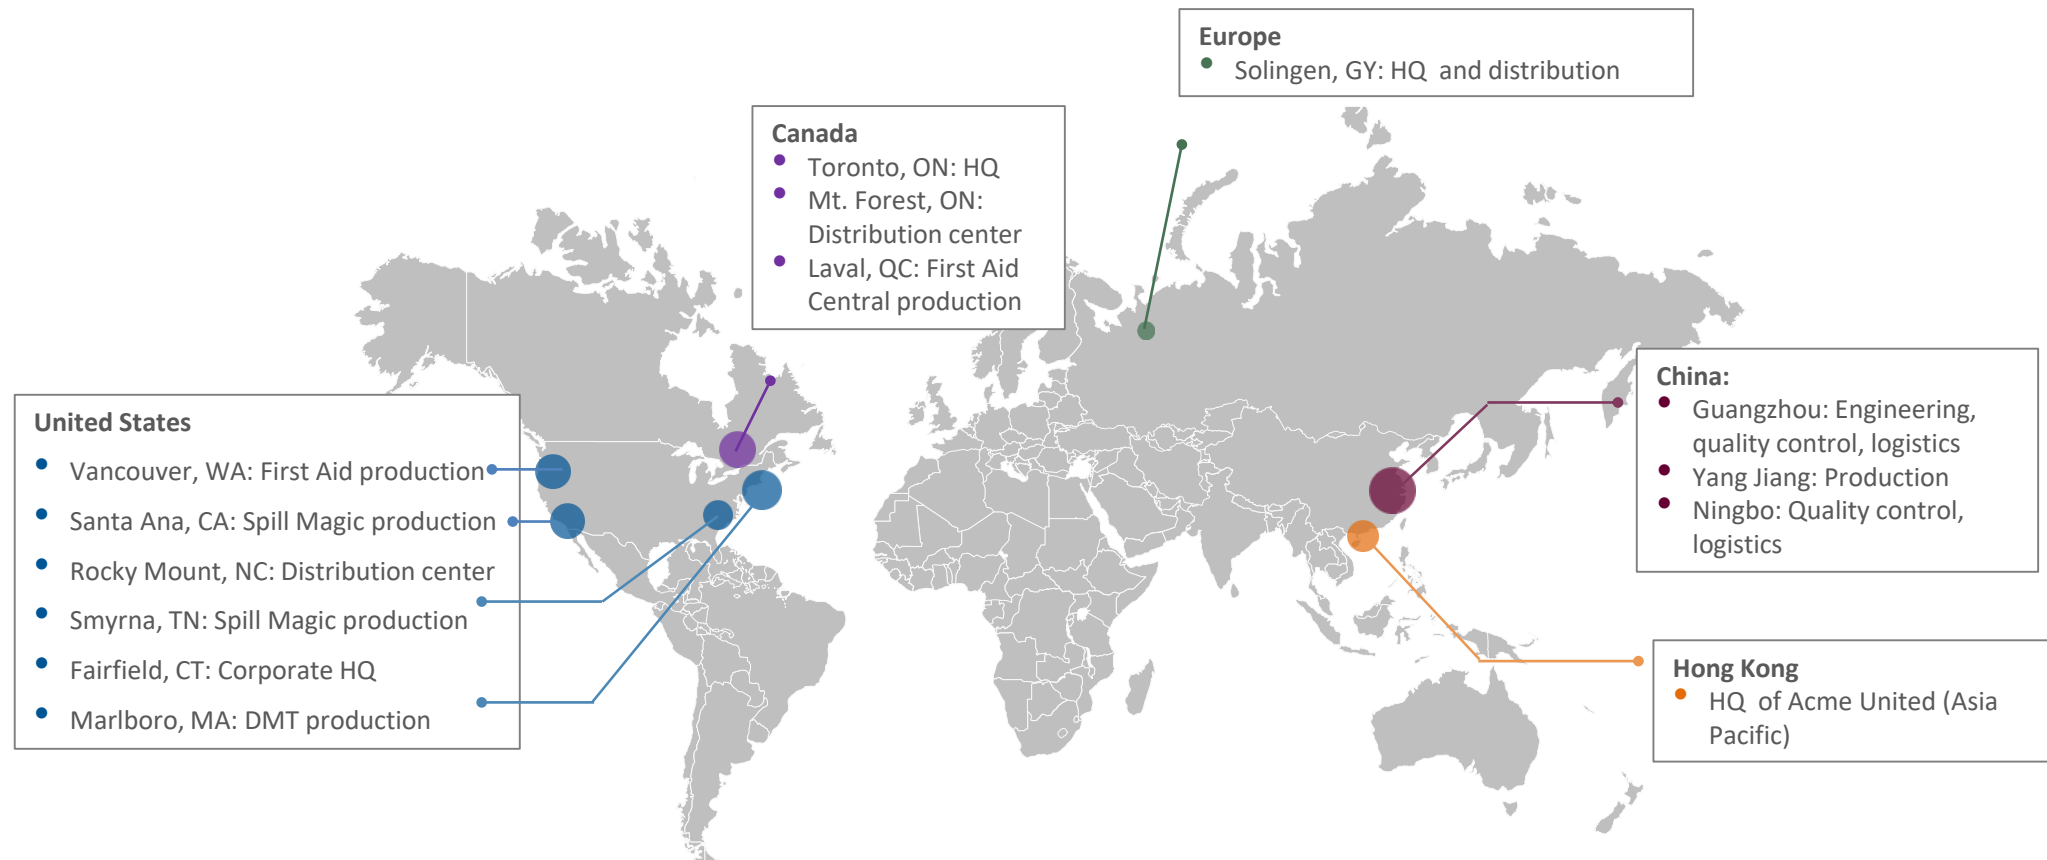 Europe
• Solingen, GY: HQ and distribution
Canada
• Toronto, ON: HQ
• Mt. Forest, ON:
Distribution center
• Laval, QC: First Aid
Central production
United States
• Vancouver, WA: First Aid production
• Santa Ana, CA: Spill Magic production
• Rocky Mount, NC: Distribution center
• Smyrna, TN: Spill Magic production
• Fairfield, CT: Corporate HQ
• Marlboro, MA: DMT production
China:
• Guangzhou: Engineering,
quality control, logistics
• Yang Jiang: Production
• Ningbo: Quality control,
logistics
Hong Kong
• HQ of Acme United (Asia
Pacific)